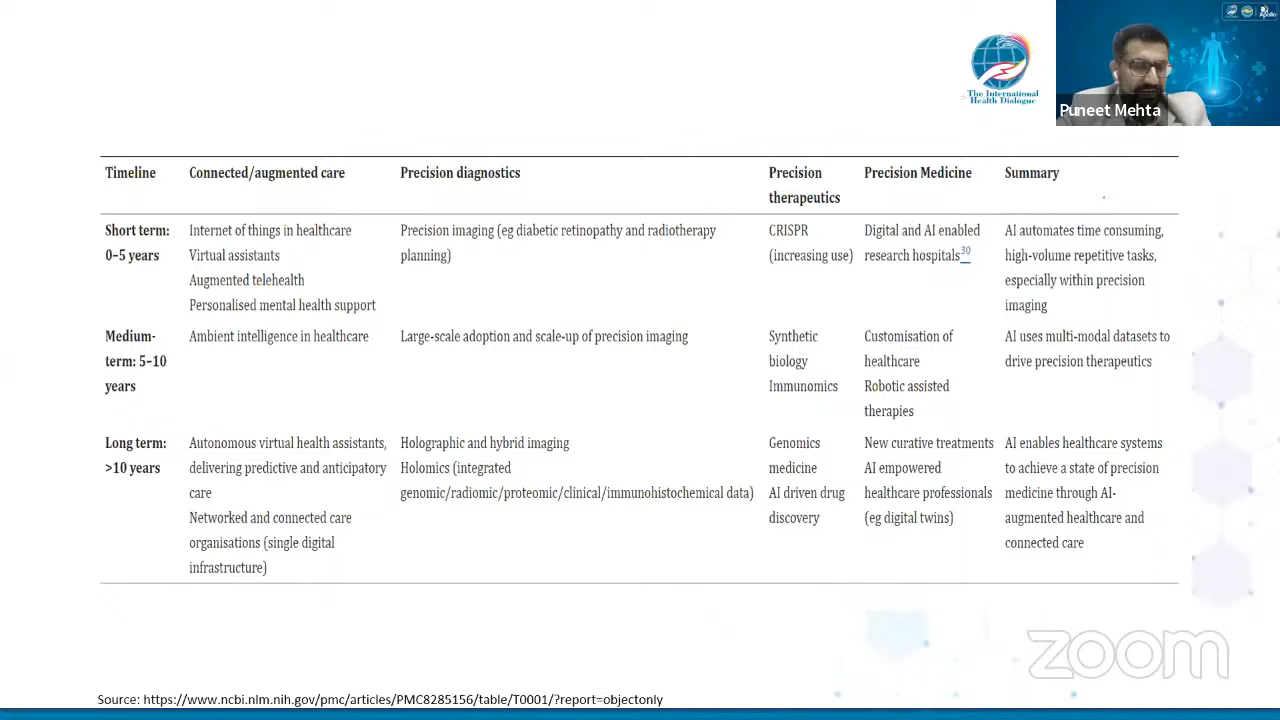 The International
Health Dialogue
Apollo
Puneet Mehta
Timeline
Connected/augmented care
Precision diagnostics
Precision
therapeutics
Precision Medicine
Summary
Short term:
0–5 years
Internet of things in healthcare
Virtual assistants
Augmented telehealth
Personalised mental health support
Precision imaging (eg diabetic retinopathy and radiotherapy
planning)
CRISPR
(increasing use)
Digital and AI enabled
research hospitals30
AI automates time consuming,
high-volume repetitive tasks,
especially within precision
imaging
Medium-
term: 5–10
years
Ambient intelligence in healthcare
Large-scale adoption and scale-up of precision imaging
Synthetic
biology
Immunomics
Customisation of
healthcare
Robotic assisted
therapies
AI uses multi-modal datasets to
drive precision therapeutics
Long term:
>10 years
Autonomous virtual health assistants,
delivering predictive and anticipatory
care
Networked and connected care
organisations (single digital
infrastructure)
Holographic and hybrid imaging
Holomics (integrated
genomic/radiomic/proteomic/clinical/immunohistochemical data)
Genomics
medicine
AI driven drug
discovery
New curative treatments
AI empowered
healthcare professionals
(eg digital twins)
AI enables healthcare systems
to achieve a state of precision
medicine through AI-
augmented healthcare and
connected care
zoom
Source: https://www.ncbi.nlm.nih.gov/pmc/articles/PMC8285156/table/T0001/?report=objectonly